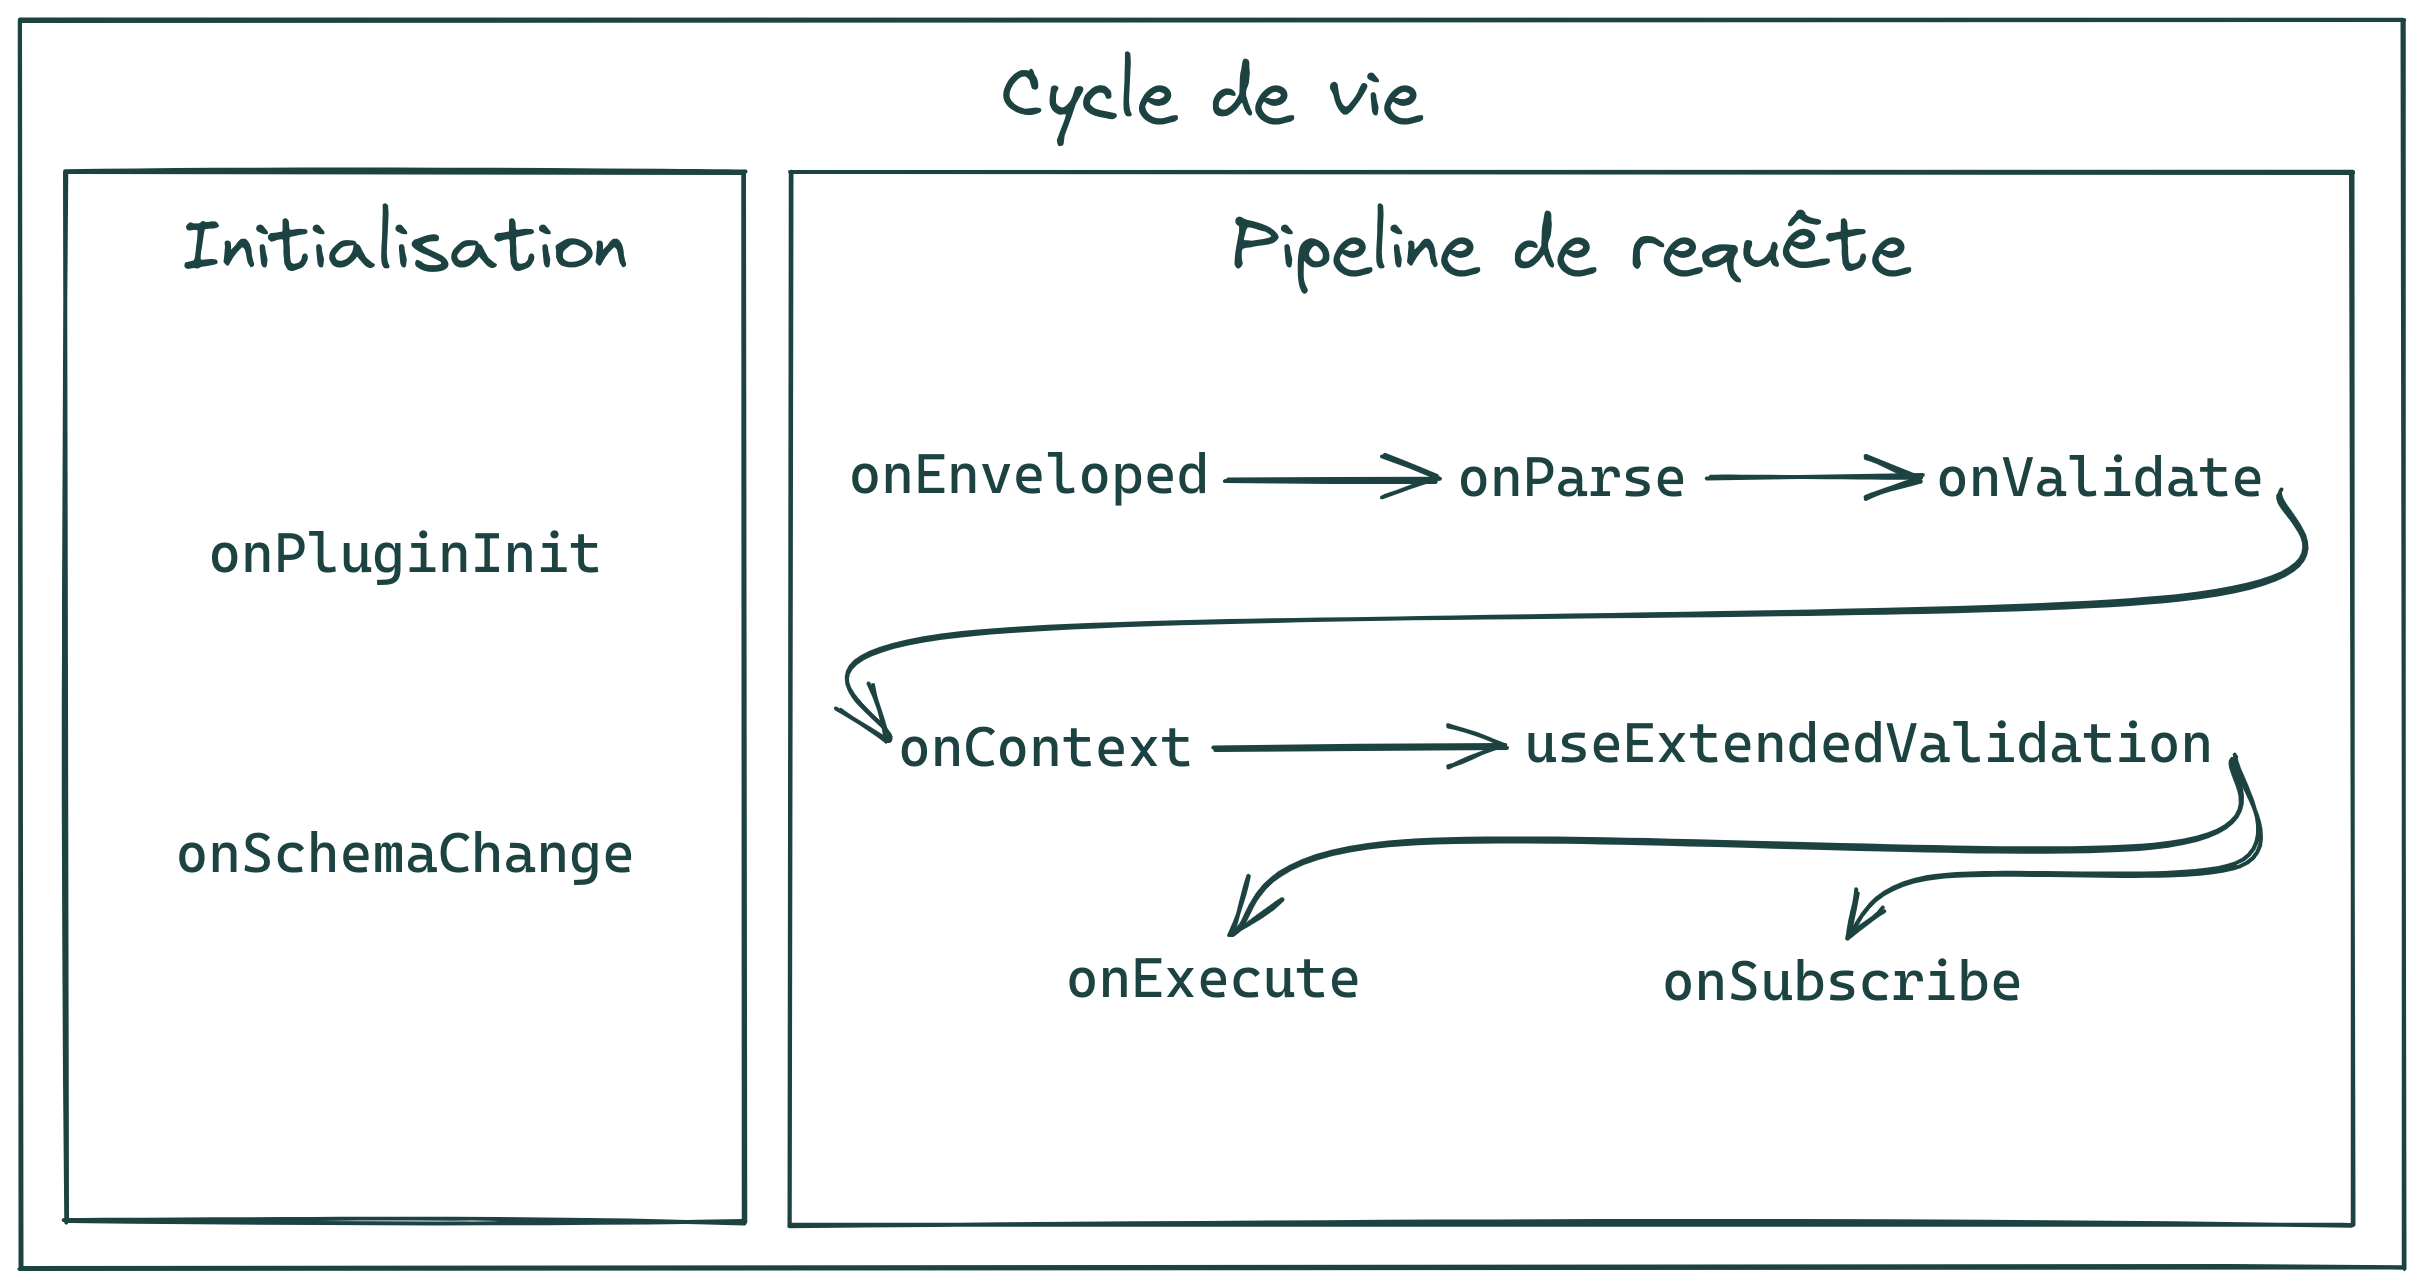 Cycle de vie
Initialisation
onPluginInit
onSchemaChange
Pipeline de requête
onEnveloped
onParse
onValidate
onContext
useExtendedValidation
onExecute
onSubscribe